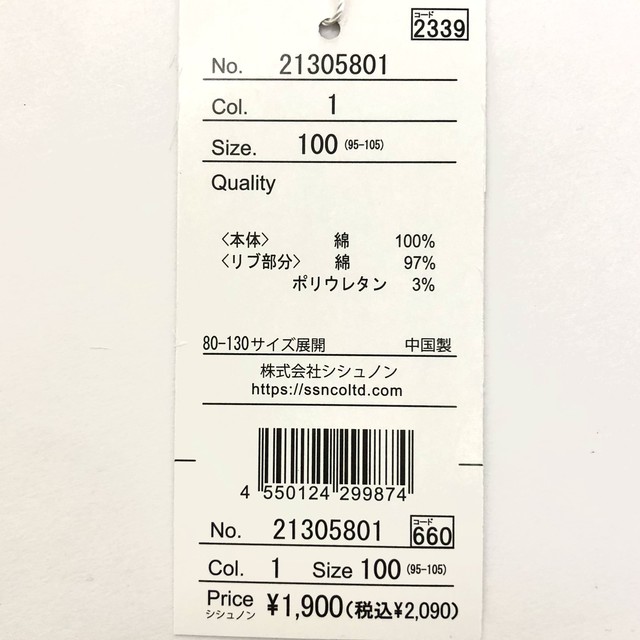 コード
2339
No. 21305801
Col. 1
Size. 100 (95-105)
Quality
〈本体〉 綿 100%
〈リブ部分〉 綿 97%
ポリウレタン 3%
80-130サイズ展開 中国製
株式会社シシュノン
https://ssncoltd.com
4 550124 299874
No. 21305801 コード 660
Col. 1 Size 100 (95-105)
Price シシュノン ¥1,900(税込¥2,090)